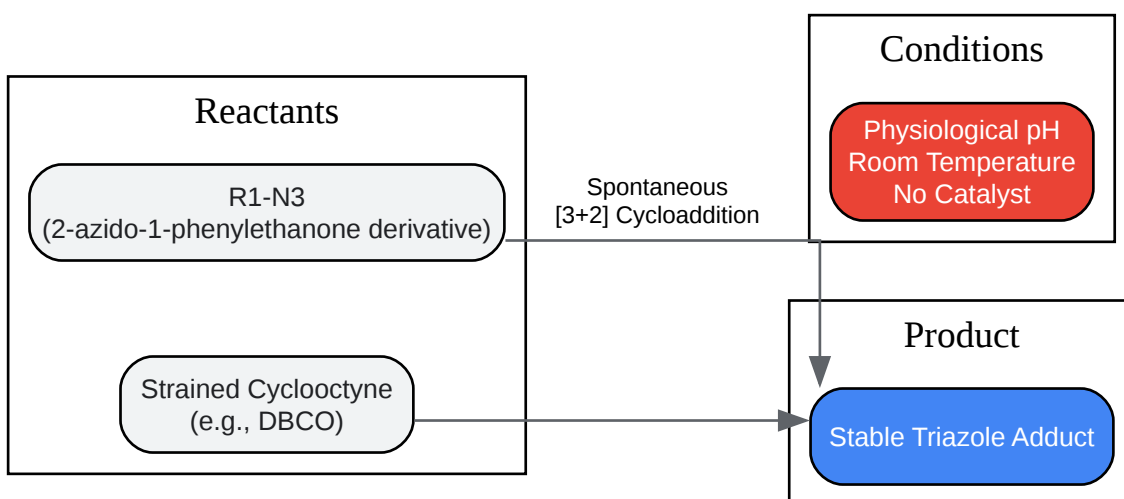 Reactants
R1-N3
(2-azido-1-phenylethanone derivative)
Strained Cyclooctyne
(e.g., DBCO)
Spontaneous
[3+2] Cycloaddition
Conditions
Physiological pH
Room Temperature
No Catalyst
Product
Stable Triazole Adduct